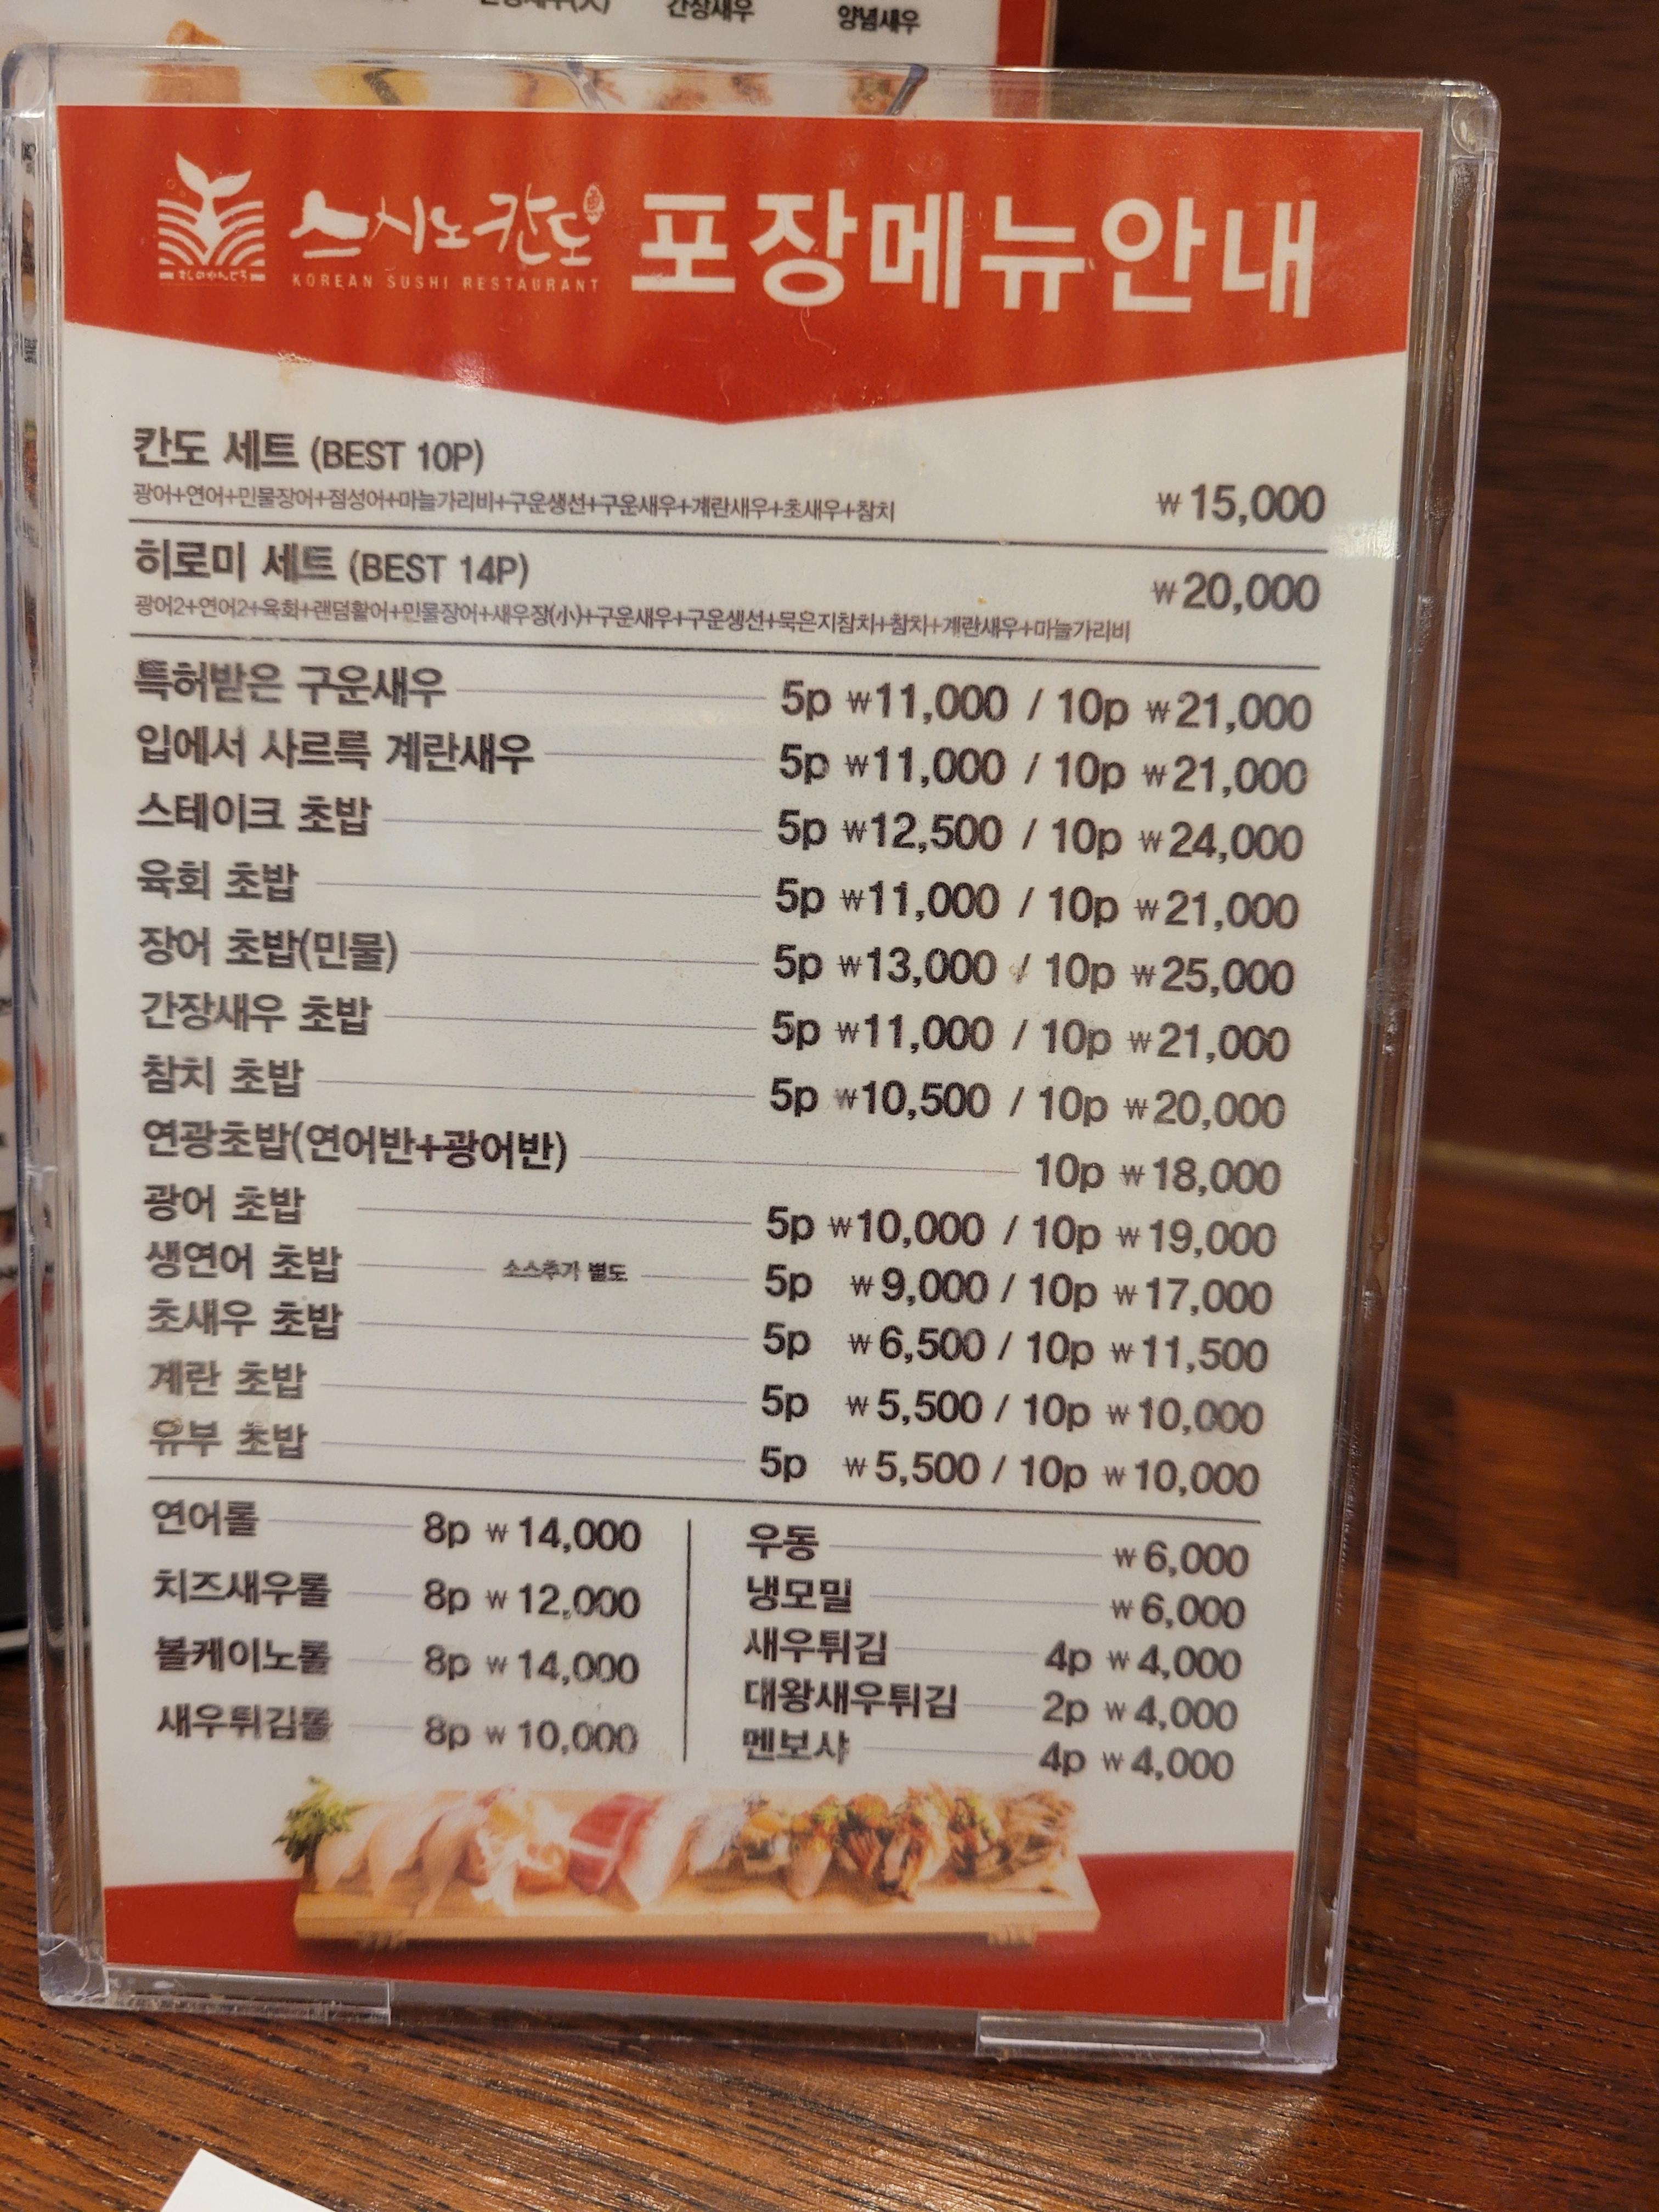 간장새우
양념새우
스시노칸도 포장메뉴안내
KOREAN SUSHI RESTAURANT
칸도 세트 (BEST 10P)
광어+연어+민물장어+점성어+마늘가리비+구운생선+구운새우+계란새우+초새우+참치
₩15,000
히로미 세트 (BEST 14P)
₩20,000
광어2+연어2+육회+랜덤활어+민물장어+새우장(小)+구운새우+구운생선+묵은지참치+참치+계란새우+마늘가리비
특허받은 구운새우 5p ₩11,000 / 10p ₩21,000
입에서 사르륵 계란새우 5p ₩11,000 / 10p ₩21,000
스테이크 초밥 5p ₩12,500 / 10p ₩24,000
육회 초밥 5p ₩11,000 / 10p ₩21,000
장어 초밥(민물) 5p ₩13,000 / 10p ₩25,000
간장새우 초밥 5p ₩11,000 / 10p ₩21,000
참치 초밥 5p ₩10,500 / 10p ₩20,000
연광초밥(연어반+광어반) 10p ₩18,000
광어 초밥 5p ₩10,000 / 10p ₩19,000
생연어 초밥 소스추가 별도 5p ₩9,000 / 10p ₩17,000
초새우 초밥 5p ₩6,500 / 10p ₩11,500
계란 초밥 5p ₩5,500 / 10p ₩10,000
유부 초밥 5p ₩5,500 / 10p ₩10,000
연어롤 8p ₩14,000
치즈새우롤 8p ₩12,000
볼케이노롤 8p ₩14,000
새우튀김롤 8p ₩10,000
우동 ₩6,000
냉모밀 ₩6,000
새우튀김 4p ₩4,000
대왕새우튀김 2p ₩4,000
멘보샤 4p ₩4,000